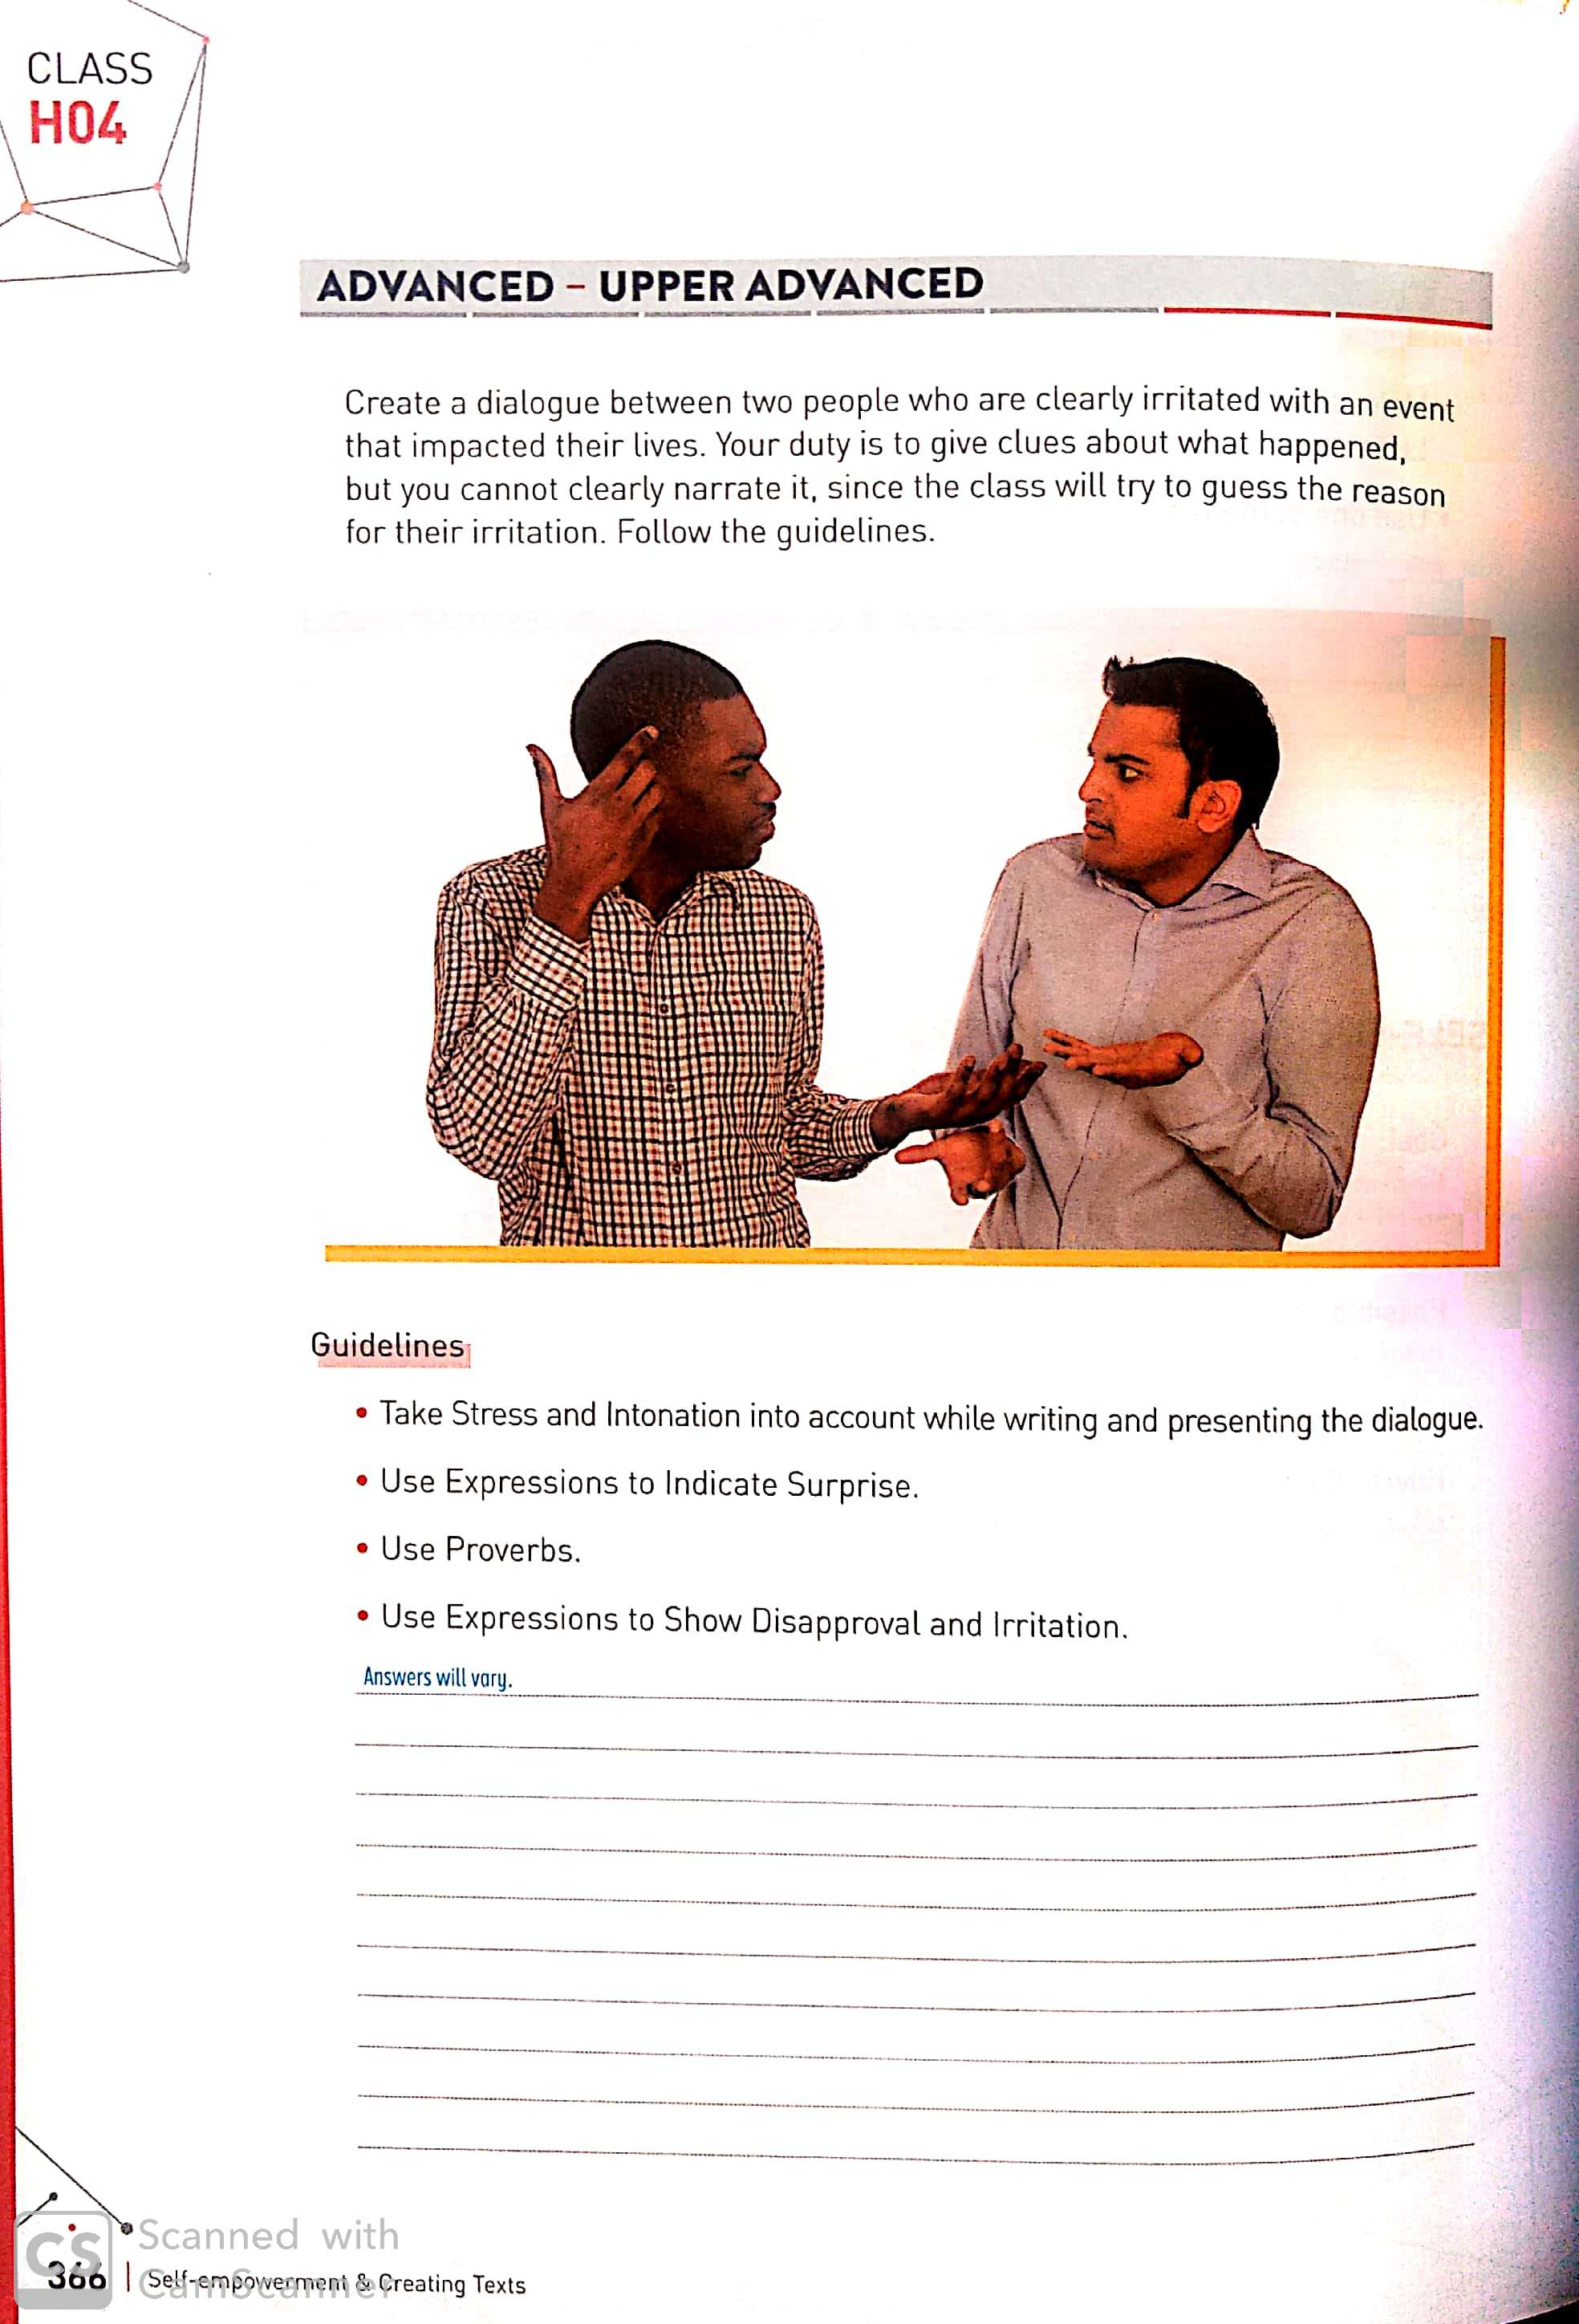 CLASS
H04
ADVANCED – UPPER ADVANCED
Create a dialogue between two people who are clearly irritated with an event
that impacted their lives. Your duty is to give clues about what happened,
but you cannot clearly narrate it, since the class will try to guess the reason
for their irritation. Follow the guidelines.
Guidelines
• Take Stress and Intonation into account while writing and presenting the dialogue.
• Use Expressions to Indicate Surprise.
• Use Proverbs.
• Use Expressions to Show Disapproval and Irritation.
Answers will vary.
CS Scanned with
CamScanner
366 | Self-empowerment & Creating Texts